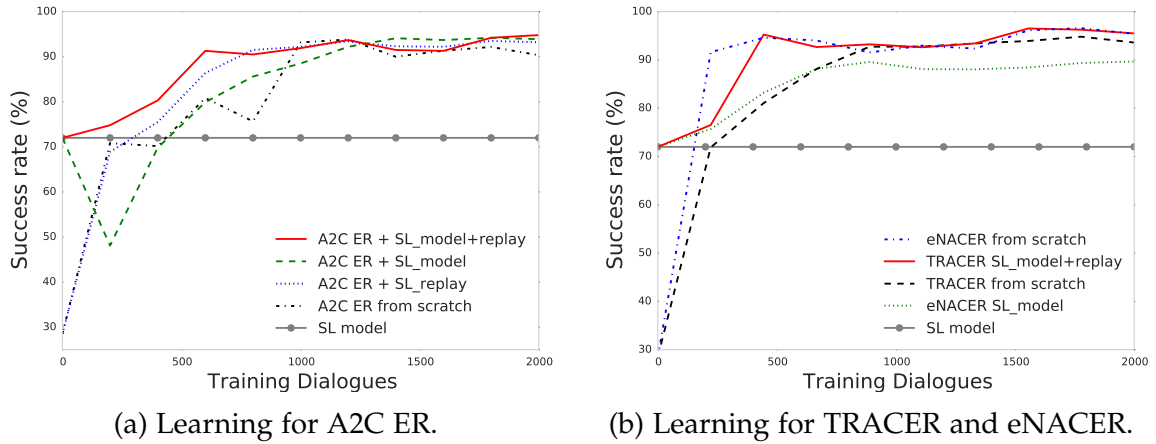 100
90
80
70
60
50
40
30
0
500
1000
1500
2000
Success rate (%)
Training Dialogues
A2C ER + SL_model+replay
A2C ER + SL_model
A2C ER + SL_replay
A2C ER from scratch
SL model
(a) Learning for A2C ER.
100
90
80
70
60
50
40
30
0
500
1000
1500
2000
Success rate (%)
Training Dialogues
eNACER from scratch
TRACER SL_model+replay
TRACER from scratch
eNACER SL_model
SL model
(b) Learning for TRACER and eNACER.